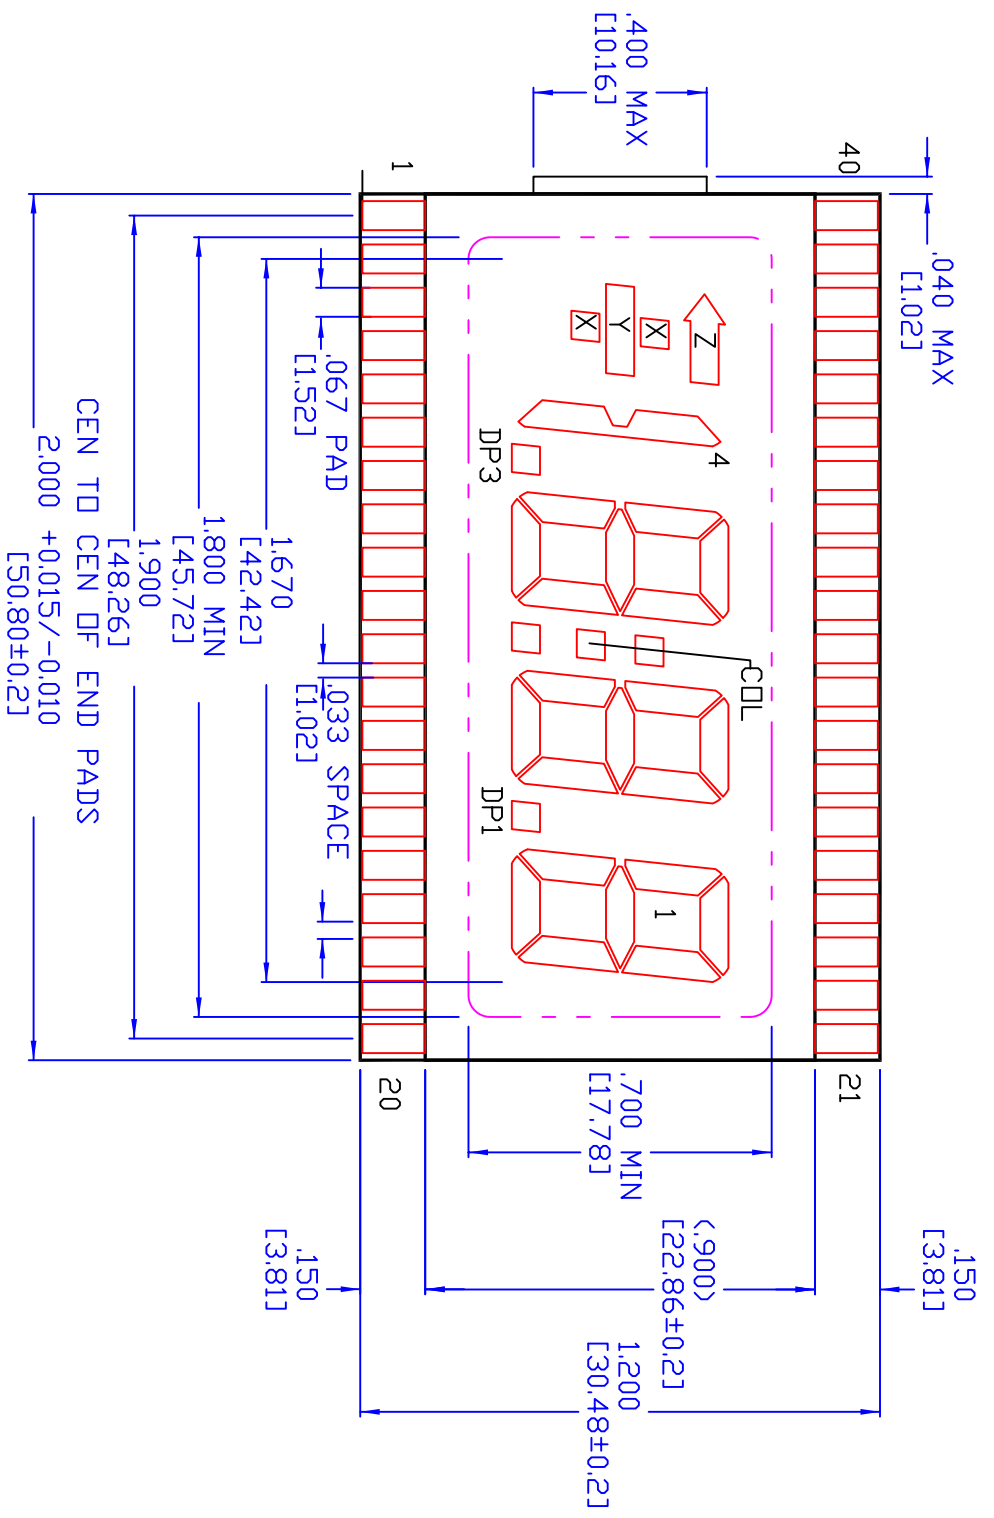 .400 MAX
[10.16]
40
.040 MAX
[1.02]
1
Z
X
Y
X
4
DP3
COL
DP1
1
20
21
.067 PAD
[1.52]
.033 SPACE
[1.02]
1.670
[42.42]
1.800 MIN
[45.72]
1.900
[48.26]
CEN TO CEN OF END PADS
2.000 +0.015/-0.010
[50.80±0.2]
.700 MIN
[17.78]
(.900)
[22.86±0.2]
1.200
[30.48±0.2]
.150
[3.81]
.150
[3.81]